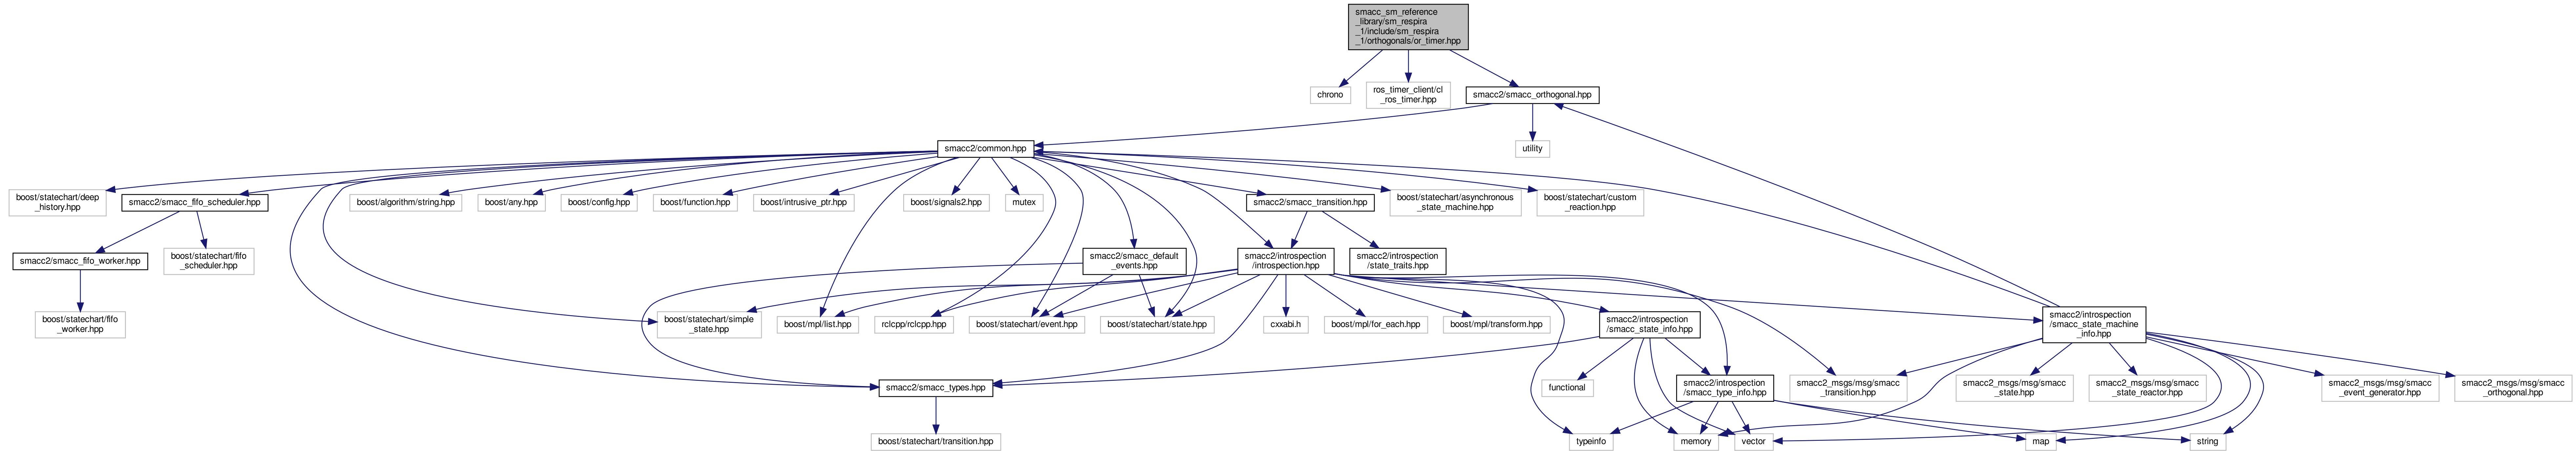 smacc_sm_reference
_library/sm_respira
_1/include/sm_respira
_1/orthogonals/or_timer.hpp
chrono
ros_timer_client/cl
_ros_timer.hpp
smacc2/smacc_orthogonal.hpp
smacc2/common.hpp
utility
boost/statechart/deep
_history.hpp
smacc2/smacc_fifo_scheduler.hpp
boost/algorithm/string.hpp
boost/any.hpp
boost/config.hpp
boost/function.hpp
boost/intrusive_ptr.hpp
boost/signals2.hpp
mutex
smacc2/smacc_transition.hpp
boost/statechart/asynchronous
_state_machine.hpp
boost/statechart/custom
_reaction.hpp
smacc2/smacc_fifo_worker.hpp
boost/statechart/fifo
_scheduler.hpp
smacc2/smacc_default
_events.hpp
smacc2/introspection
/introspection.hpp
smacc2/introspection
/state_traits.hpp
boost/statechart/fifo
_worker.hpp
boost/statechart/simple
_state.hpp
boost/mpl/list.hpp
rclcpp/rclcpp.hpp
boost/statechart/event.hpp
boost/statechart/state.hpp
cxxabi.h
boost/mpl/for_each.hpp
boost/mpl/transform.hpp
smacc2/introspection
/smacc_state_info.hpp
smacc2/introspection
/smacc_state_machine
_info.hpp
smacc2/smacc_types.hpp
functional
smacc2/introspection
/smacc_type_info.hpp
smacc2_msgs/msg/smacc
_transition.hpp
smacc2_msgs/msg/smacc
_state.hpp
smacc2_msgs/msg/smacc
_state_reactor.hpp
smacc2_msgs/msg/smacc
_event_generator.hpp
smacc2_msgs/msg/smacc
_orthogonal.hpp
boost/statechart/transition.hpp
typeinfo
memory
vector
map
string